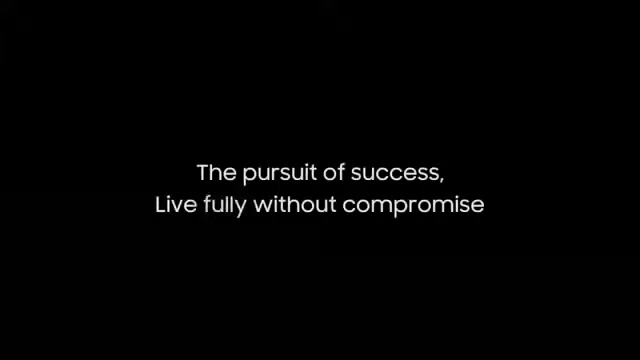 The pursuit of success,
Live fully without compromise